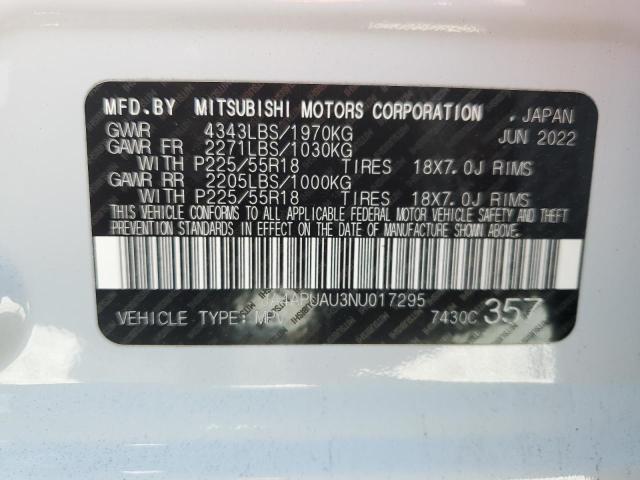 MFD.BY MITSUBISHI MOTORS CORPORATION . JAPAN
GVWR 4343LBS/1970KG JUN 2022
GAWR FR 2271LBS/1030KG
WITH P225/55R18 TIRES 18X7.0J RIMS
GAWR RR 2205LBS/1000KG
WITH P225/55R18 TIRES 18X7.0J RIMS
THIS VEHICLE CONFORMS TO ALL APPLICABLE FEDERAL MOTOR VEHICLE SAFETY AND THEFT
PREVENTION STANDARDS IN EFFECT ON THE DATE OF MANUFACTURE SHOWN ABOVE.
JA4APUAU3NU017295
VEHICLE TYPE: MPV 7430C 357